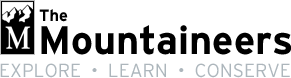 M The
Mountaineers
EXPLORE • LEARN • CONSERVE